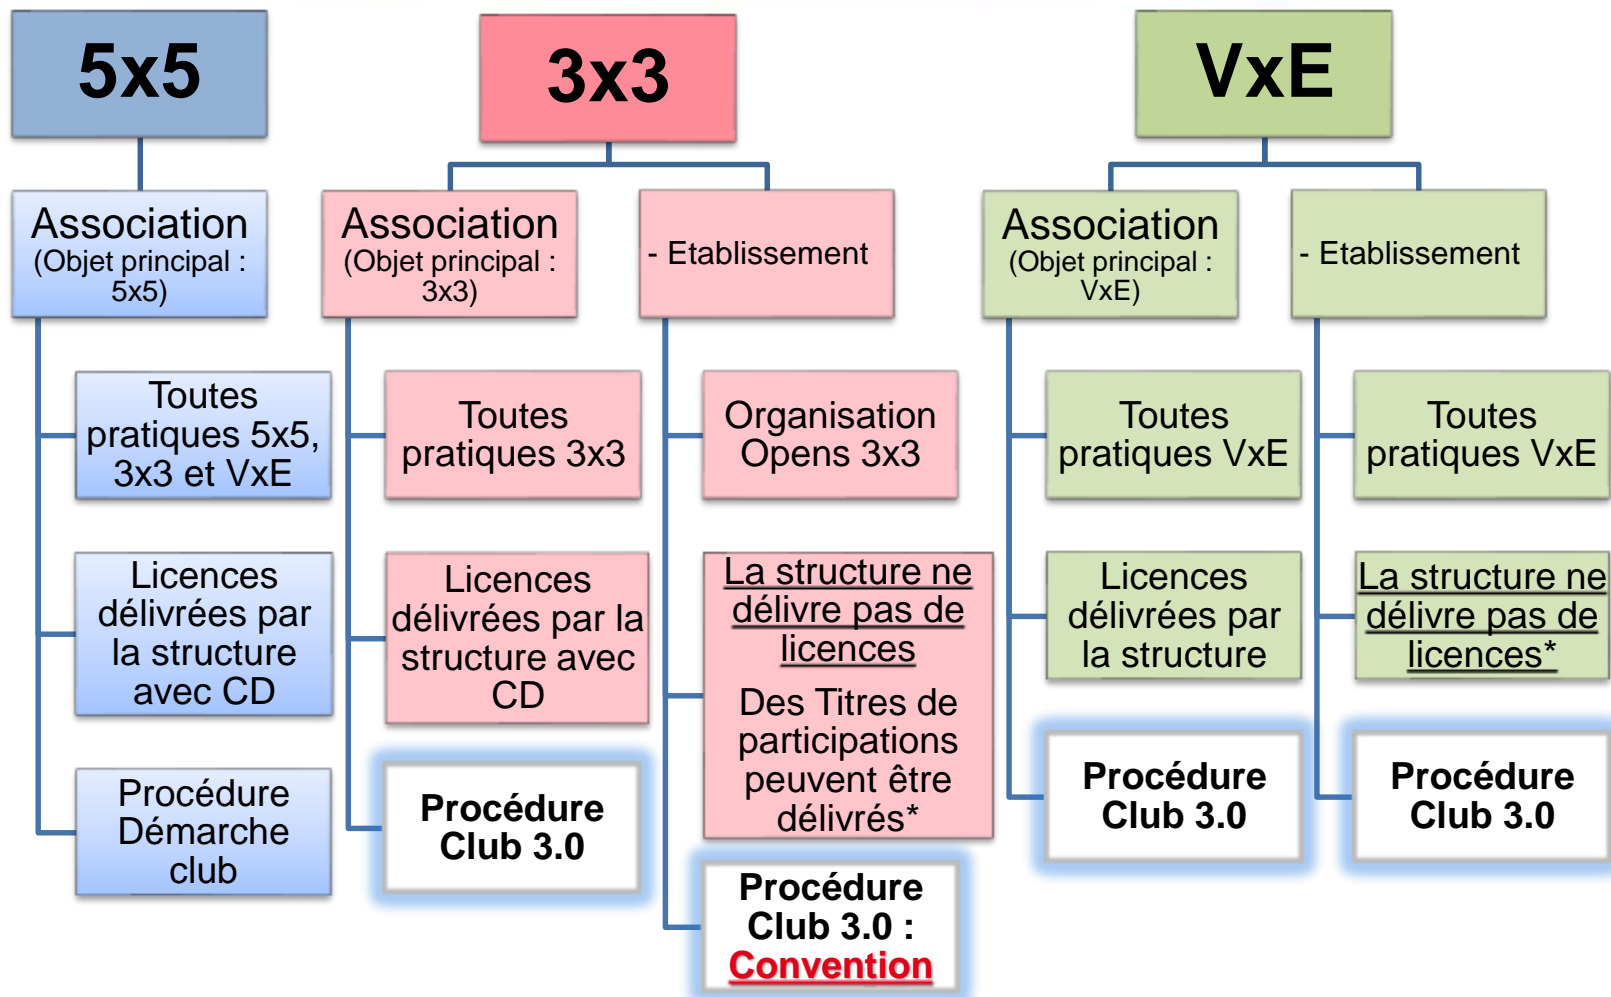 5x5
Association
(Objet principal :
5x5)
Toutes
pratiques 5x5,
3x3 et VxE
Licences
délivrées par
la structure
avec CD
Procédure
Démarche
club
3x3
Association
(Objet principal :
3x3)
Toutes
pratiques 3x3
Licences
délivrées par la
structure avec
CD
Procédure
Club 3.0
- Etablissement
Organisation
Opens 3x3
La structure ne
délivre pas de
licences
Des Titres de
participations
peuvent être
délivrés*
Procédure
Club 3.0 :
Convention
VxE
Association
(Objet principal :
VxE)
Toutes
pratiques VxE
Licences
délivrées par
la structure
Procédure
Club 3.0
- Etablissement
Toutes
pratiques VxE
La structure ne
délivre pas de
licences*
Procédure
Club 3.0